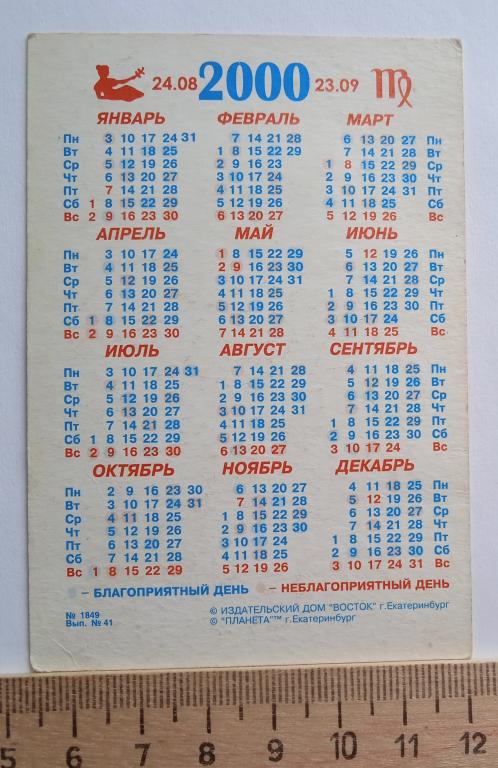 24.08 2000 23.09
ЯНВАРЬ ФЕВРАЛЬ МАРТ
Пн 3 10 17 24 31 7 14 21 28 6 13 20 27 Пн
Вт 4 11 18 25 1 8 15 22 29 7 14 21 28 Вт
Ср 5 12 19 26 2 9 16 23 1 8 15 22 29 Ср
Чт 6 13 20 27 3 10 17 24 2 9 16 23 30 Чт
Пт 7 14 21 28 4 11 18 25 3 10 17 24 31 Пт
Сб 1 8 15 22 29 5 12 19 26 4 11 18 25 Сб
Вс 2 9 16 23 30 6 13 20 27 5 12 19 26 Вс
АПРЕЛЬ МАЙ ИЮНЬ
Пн 3 10 17 24 1 8 15 22 29 5 12 19 26 Пн
Вт 4 11 18 25 2 9 16 23 30 6 13 20 27 Вт
Ср 5 12 19 26 3 10 17 24 31 7 14 21 28 Ср
Чт 6 13 20 27 4 11 18 25 1 8 15 22 29 Чт
Пт 7 14 21 28 5 12 19 26 2 9 16 23 30 Пт
Сб 1 8 15 22 29 6 13 20 27 3 10 17 24 Сб
Вс 2 9 16 23 30 7 14 21 28 4 11 18 25 Вс
ИЮЛЬ АВГУСТ СЕНТЯБРЬ
Пн 3 10 17 24 31 7 14 21 28 4 11 18 25 Пн
Вт 4 11 18 25 1 8 15 22 29 5 12 19 26 Вт
Ср 5 12 19 26 2 9 16 23 30 6 13 20 27 Ср
Чт 6 13 20 27 3 10 17 24 31 7 14 21 28 Чт
Пт 7 14 21 28 4 11 18 25 1 8 15 22 29 Пт
Сб 1 8 15 22 29 5 12 19 26 2 9 16 23 30 Сб
Вс 2 9 16 23 30 6 13 20 27 3 10 17 24 Вс
ОКТЯБРЬ НОЯБРЬ ДЕКАБРЬ
Пн 2 9 16 23 30 6 13 20 27 4 11 18 25 Пн
Вт 3 10 17 24 31 7 14 21 28 5 12 19 26 Вт
Ср 4 11 18 25 1 8 15 22 29 6 13 20 27 Ср
Чт 5 12 19 26 2 9 16 23 30 7 14 21 28 Чт
Пт 6 13 20 27 3 10 17 24 1 8 15 22 29 Пт
Сб 7 14 21 28 4 11 18 25 2 9 16 23 30 Сб
Вс 1 8 15 22 29 5 12 19 26 3 10 17 24 31 Вс
– БЛАГОПРИЯТНЫЙ ДЕНЬ – НЕБЛАГОПРИЯТНЫЙ ДЕНЬ
№ 1849 © ИЗДАТЕЛЬСКИЙ ДОМ "ВОСТОК" г.Екатеринбург
Вып. № 41 © "ПЛАНЕТА"™ г.Екатеринбург
5 6 7 8 9 10 11 12